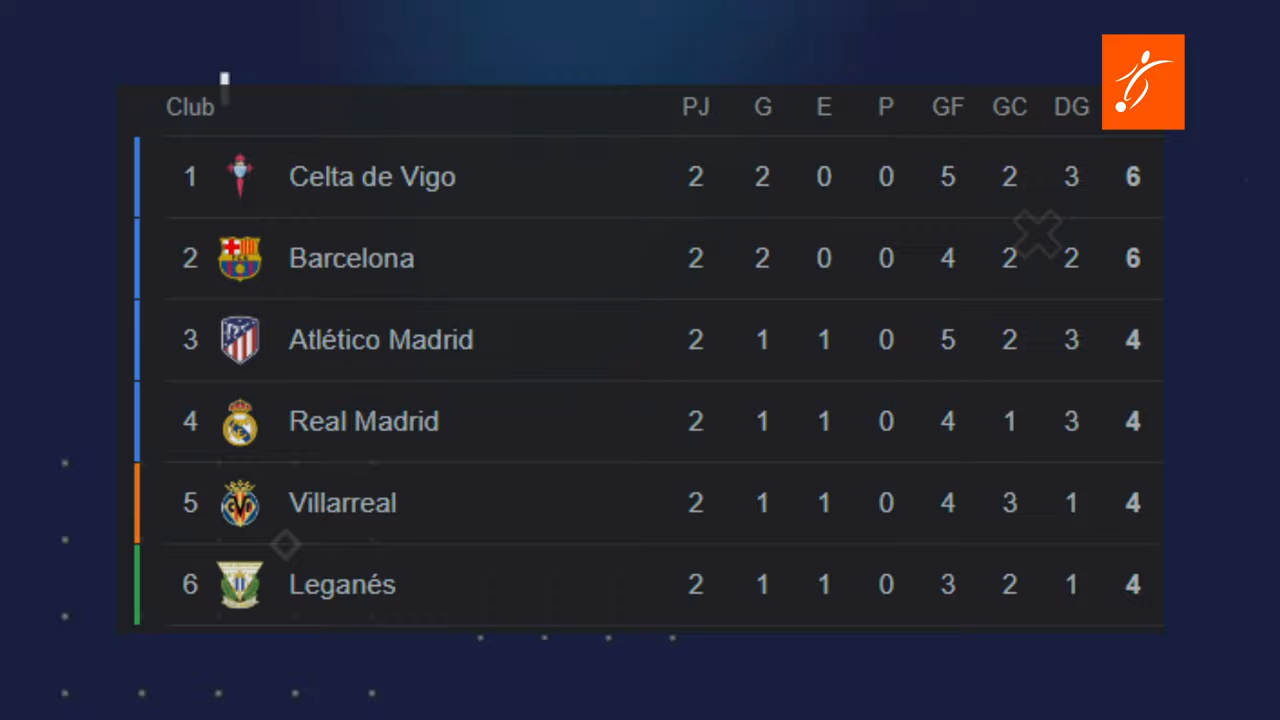 Club PJ G E P GF GC DG
1 Celta de Vigo 2 2 0 0 5 2 3 6
2 Barcelona 2 2 0 0 4 2 2 6
3 Atlético Madrid 2 1 1 0 5 2 3 4
4 Real Madrid 2 1 1 0 4 1 3 4
5 Villarreal 2 1 1 0 4 3 1 4
6 Leganés 2 1 1 0 3 2 1 4